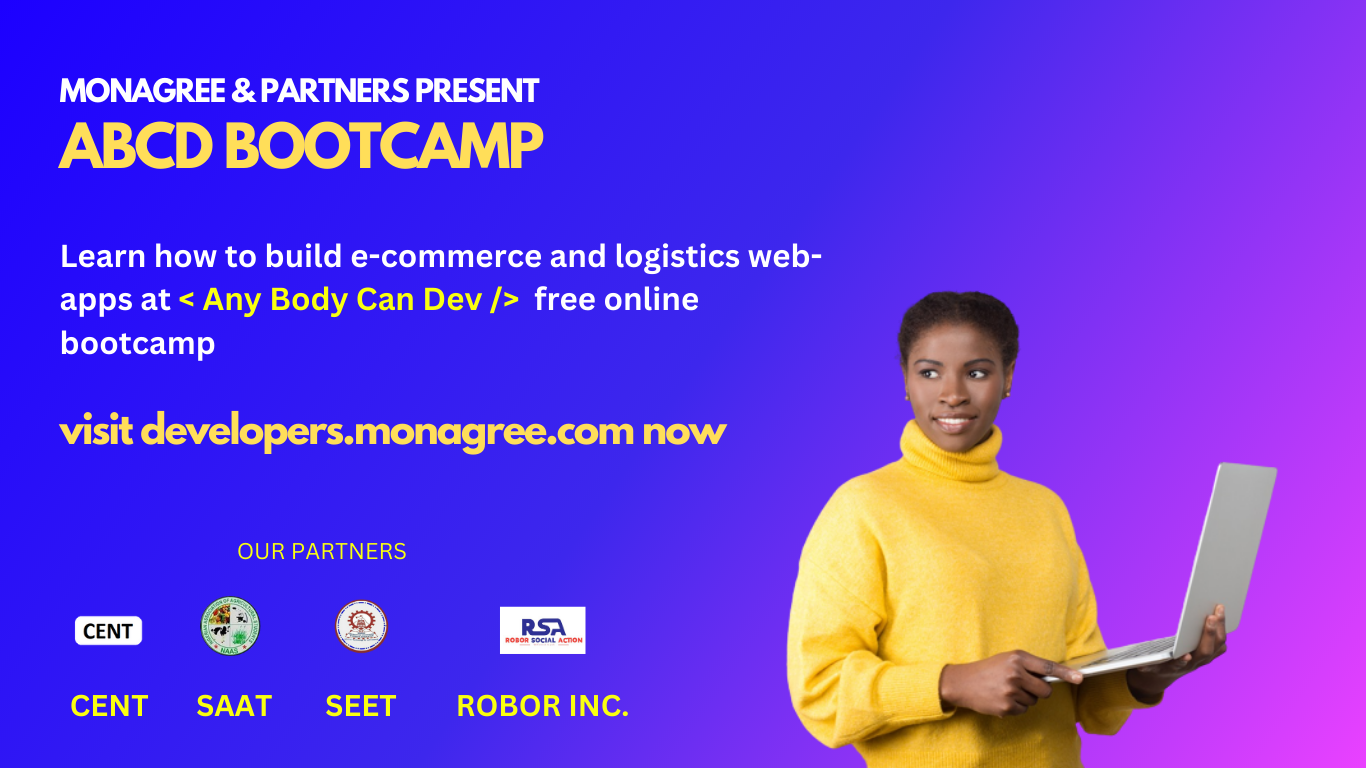 MONAGREE & PARTNERS PRESENT
ABCD BOOTCAMP
Learn how to build e-commerce and logistics web-
apps at < Any Body Can Dev /> free online
bootcamp
visit developers.monagree.com now
OUR PARTNERS
CENT
NAAS
RSA
ROBOR SOCIAL ACTION
CENT SAAT SEET ROBOR INC.